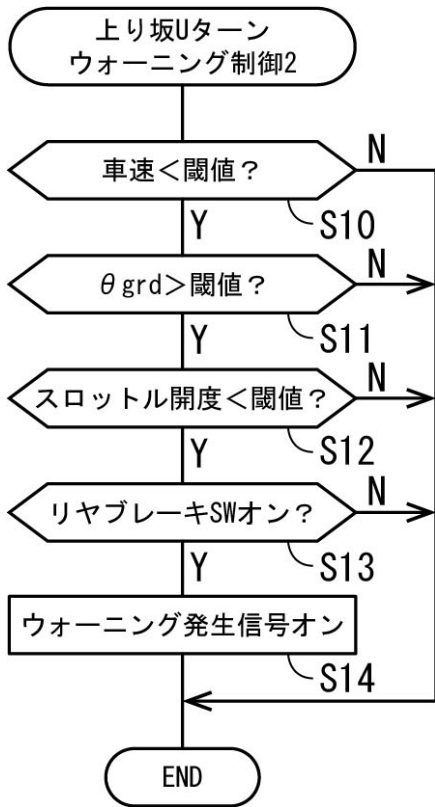 上り坂Uターン
ウォーニング制御2
車速<閾値?
N
Y
S10
θgrd>閾値?
N
Y
S11
スロットル開度<閾値?
N
Y
S12
リヤブレーキSWオン?
N
Y
S13
ウォーニング発生信号オン
S14
END